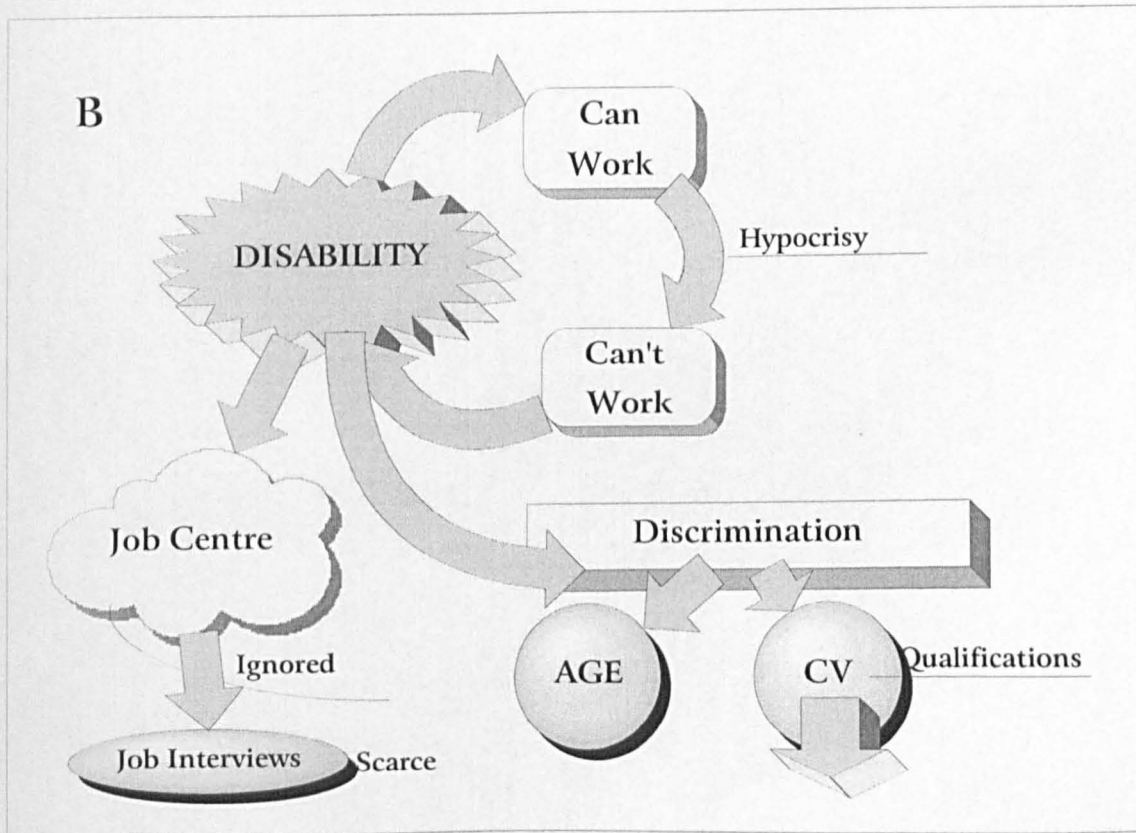 B
Can
Work
Hypocrisy
DISABILITY
Can't
Work
Job Centre
Discrimination
Ignored
AGE
CV
Qualifications
Job Interviews
Scarce